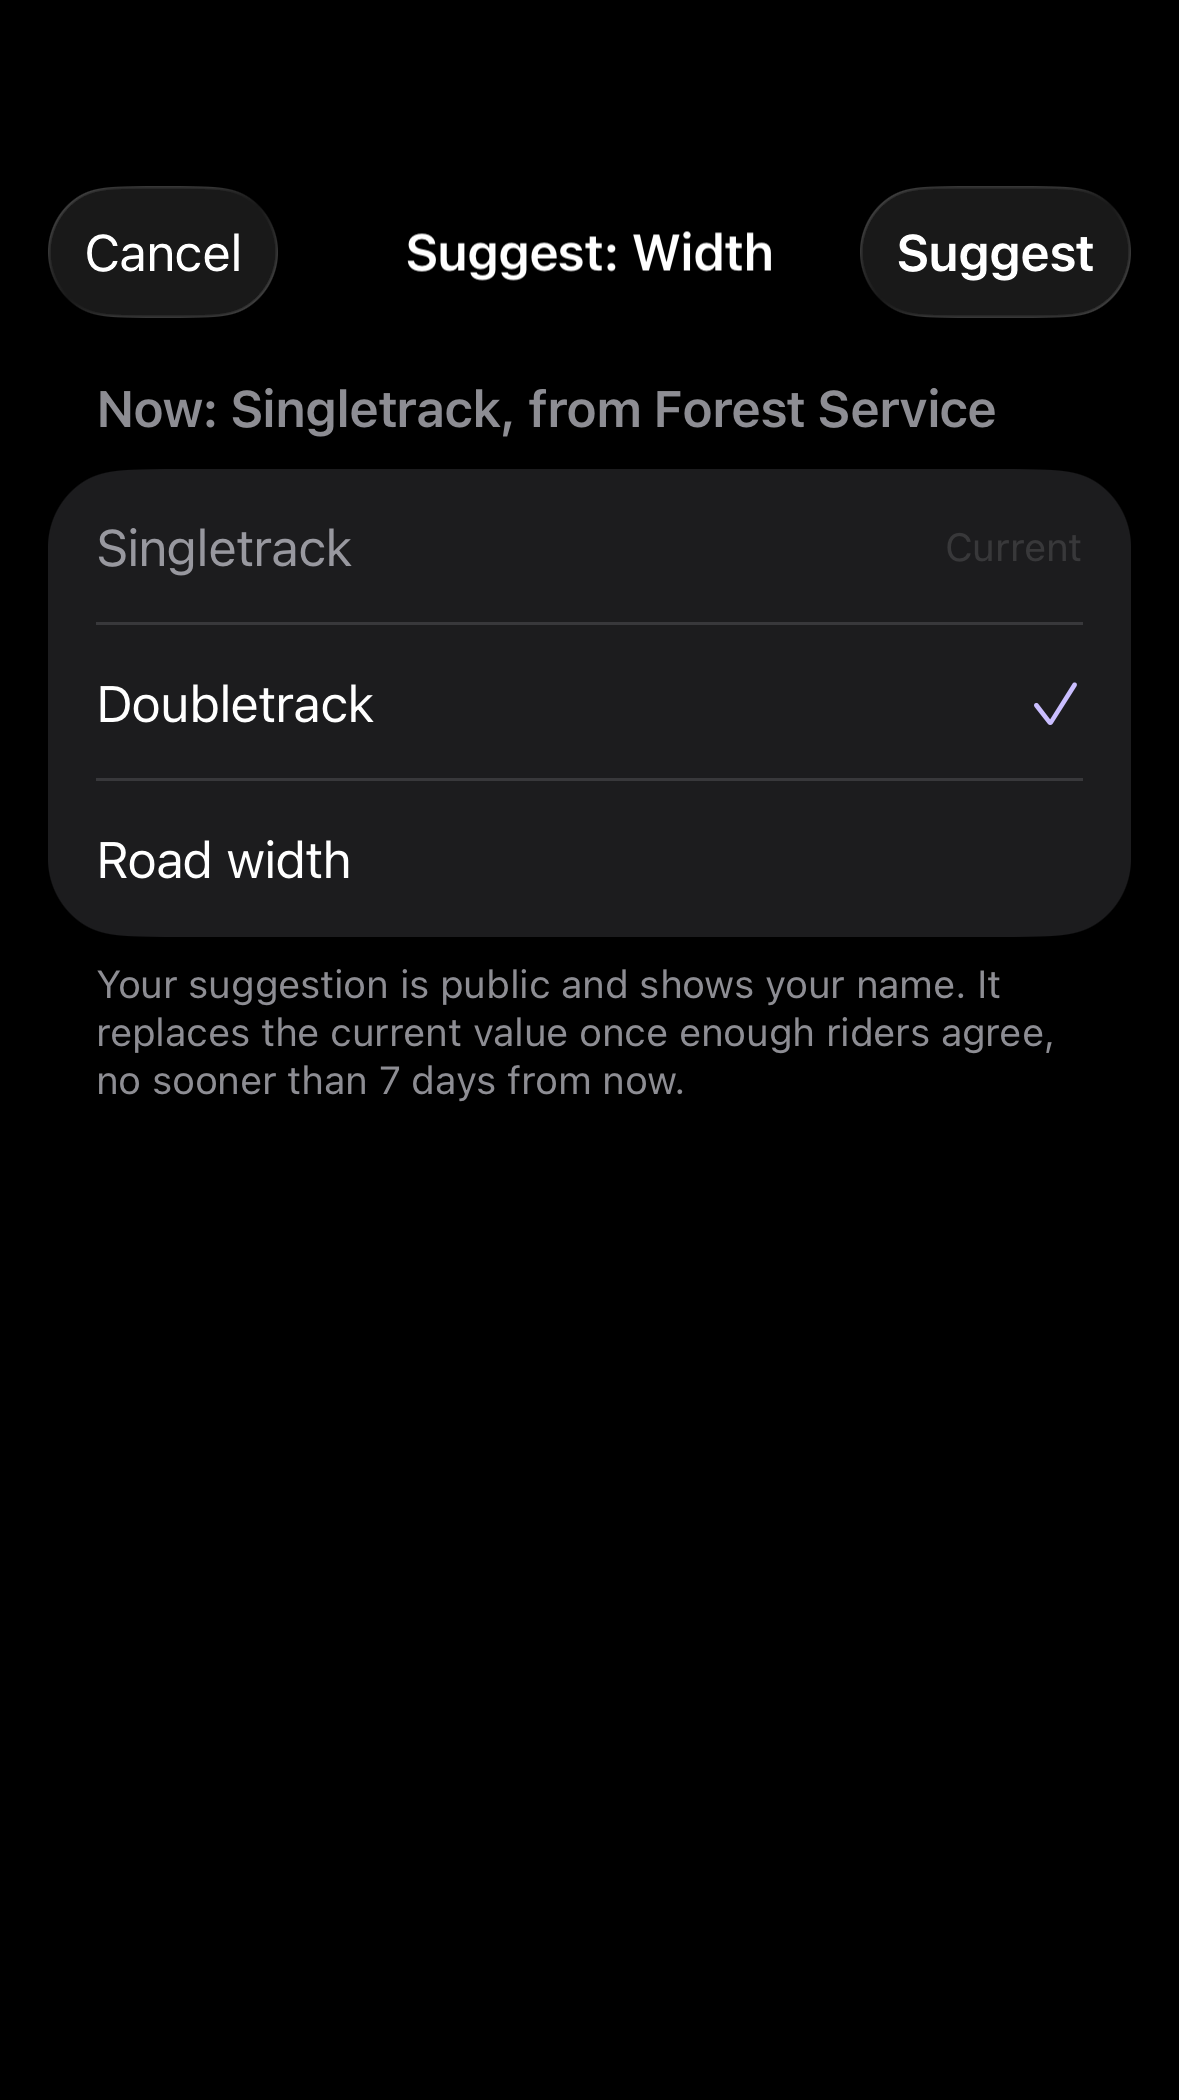 Cancel
Suggest: Width
Suggest
Now: Singletrack, from Forest Service
Singletrack
Current
Doubletrack
Road width
Your suggestion is public and shows your name. It
replaces the current value once enough riders agree,
no sooner than 7 days from now.